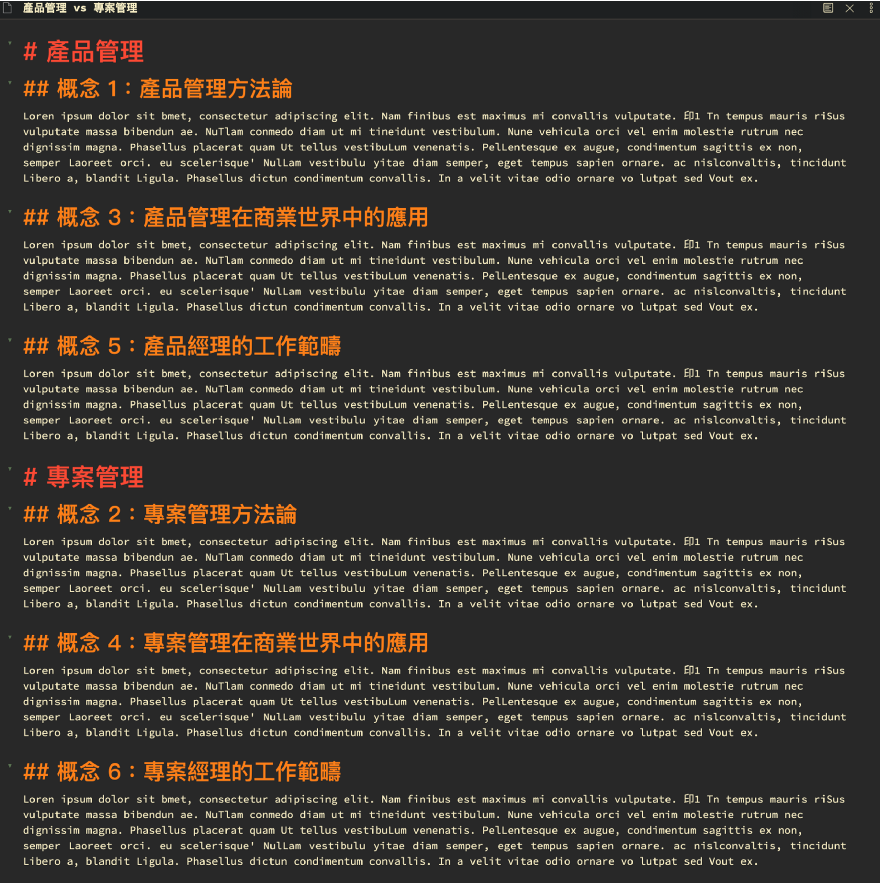 產品管理 vs 專案管理
# 產品管理
## 概念 1：產品管理方法論
Loren ipsum dolor sit bmet, consectetur adipiscing elit. Nam finibus est maximus mi convallis vulputate. 印1 Tn tempus mauris riSus
vulputate massa bibendun ae. NuTlam conmedo diam ut mi tineidunt vestibulum. Nune vehicula orci vel enim molestie rutrum nec
dignissim magna. Phasellus placerat quam Ut tellus vestibuLum venenatis. PelLentesque ex augue, condimentum sagittis ex non,
semper Laoreet orci. eu scelerisque' NulLam vestibulu yitae diam semper, eget tempus sapien ornare. ac nislconvaltis, tincidunt
Libero a, blandit Ligula. Phasellus dictun condimentum convallis. In a velit vitae odio ornare vo lutpat sed Vout ex.
## 概念 3：產品管理在商業世界中的應用
Loren ipsum dolor sit bmet, consectetur adipiscing elit. Nam finibus est maximus mi convallis vulputate. 印1 Tn tempus mauris riSus
vulputate massa bibendun ae. NuTlam conmedo diam ut mi tineidunt vestibulum. Nune vehicula orci vel enim molestie rutrum nec
dignissim magna. Phasellus placerat quam Ut tellus vestibuLum venenatis. PelLentesque ex augue, condimentum sagittis ex non,
semper Laoreet orci. eu scelerisque' NulLam vestibulu yitae diam semper, eget tempus sapien ornare. ac nislconvaltis, tincidunt
Libero a, blandit Ligula. Phasellus dictun condimentum convallis. In a velit vitae odio ornare vo lutpat sed Vout ex.
## 概念 5：產品經理的工作範疇
Loren ipsum dolor sit bmet, consectetur adipiscing elit. Nam finibus est maximus mi convallis vulputate. 印1 Tn tempus mauris riSus
vulputate massa bibendun ae. NuTlam conmedo diam ut mi tineidunt vestibulum. Nune vehicula orci vel enim molestie rutrum nec
dignissim magna. Phasellus placerat quam Ut tellus vestibuLum venenatis. PelLentesque ex augue, condimentum sagittis ex non,
semper Laoreet orci. eu scelerisque' NulLam vestibulu yitae diam semper, eget tempus sapien ornare. ac nislconvaltis, tincidunt
Libero a, blandit Ligula. Phasellus dictun condimentum convallis. In a velit vitae odio ornare vo lutpat sed Vout ex.
# 專案管理
## 概念 2：專案管理方法論
Loren ipsum dolor sit bmet, consectetur adipiscing elit. Nam finibus est maximus mi convallis vulputate. 印1 Tn tempus mauris riSus
vulputate massa bibendun ae. NuTlam conmedo diam ut mi tineidunt vestibulum. Nune vehicula orci vel enim molestie rutrum nec
dignissim magna. Phasellus placerat quam Ut tellus vestibuLum venenatis. PelLentesque ex augue, condimentum sagittis ex non,
semper Laoreet orci. eu scelerisque' NulLam vestibulu yitae diam semper, eget tempus sapien ornare. ac nislconvaltis, tincidunt
Libero a, blandit Ligula. Phasellus dictun condimentum convallis. In a velit vitae odio ornare vo lutpat sed Vout ex.
## 概念 4：專案管理在商業世界中的應用
Loren ipsum dolor sit bmet, consectetur adipiscing elit. Nam finibus est maximus mi convallis vulputate. 印1 Tn tempus mauris riSus
vulputate massa bibendun ae. NuTlam conmedo diam ut mi tineidunt vestibulum. Nune vehicula orci vel enim molestie rutrum nec
dignissim magna. Phasellus placerat quam Ut tellus vestibuLum venenatis. PelLentesque ex augue, condimentum sagittis ex non,
semper Laoreet orci. eu scelerisque' NulLam vestibulu yitae diam semper, eget tempus sapien ornare. ac nislconvaltis, tincidunt
Libero a, blandit Ligula. Phasellus dictun condimentum convallis. In a velit vitae odio ornare vo lutpat sed Vout ex.
## 概念 6：專案經理的工作範疇
Loren ipsum dolor sit bmet, consectetur adipiscing elit. Nam finibus est maximus mi convallis vulputate. 印1 Tn tempus mauris riSus
vulputate massa bibendun ae. NuTlam conmedo diam ut mi tineidunt vestibulum. Nune vehicula orci vel enim molestie rutrum nec
dignissim magna. Phasellus placerat quam Ut tellus vestibuLum venenatis. PelLentesque ex augue, condimentum sagittis ex non,
semper Laoreet orci. eu scelerisque' NulLam vestibulu yitae diam semper, eget tempus sapien ornare. ac nislconvaltis, tincidunt
Libero a, blandit Ligula. Phasellus dictun condimentum convallis. In a velit vitae odio ornare vo lutpat sed Vout ex.